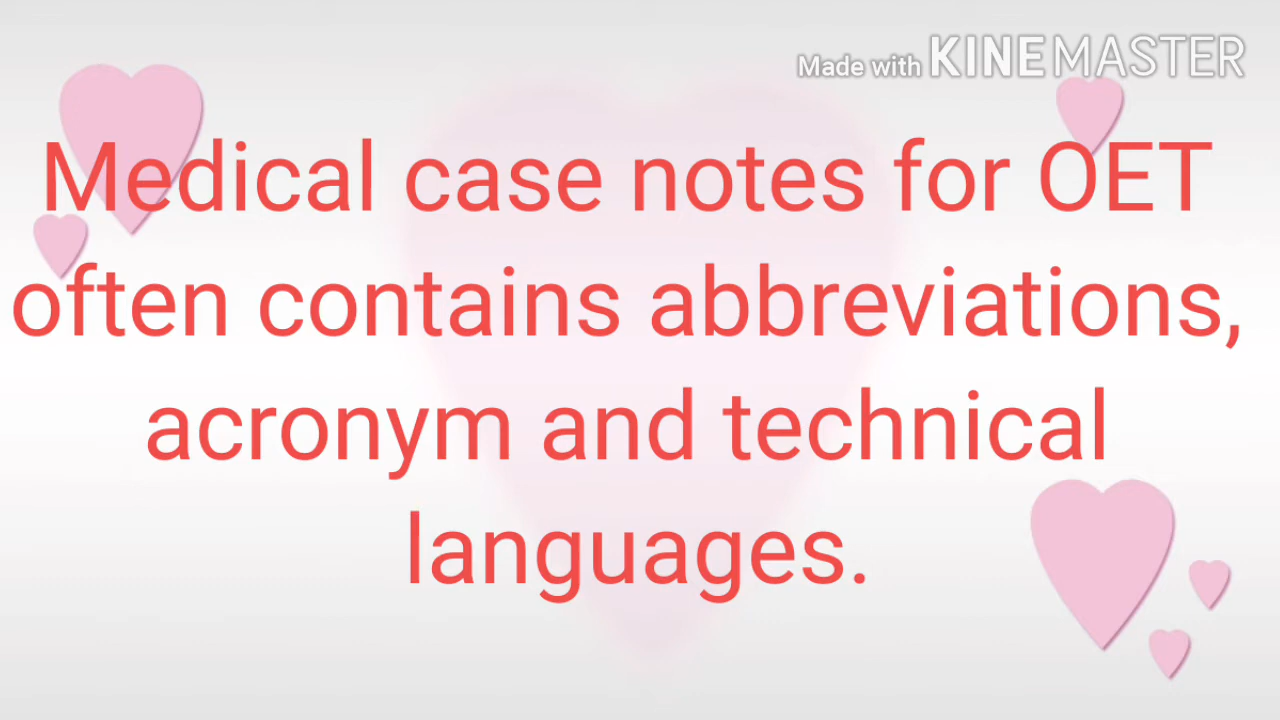 Made with KINEMASTER
Medical case notes for OET
often contains abbreviations,
acronym and technical
languages.